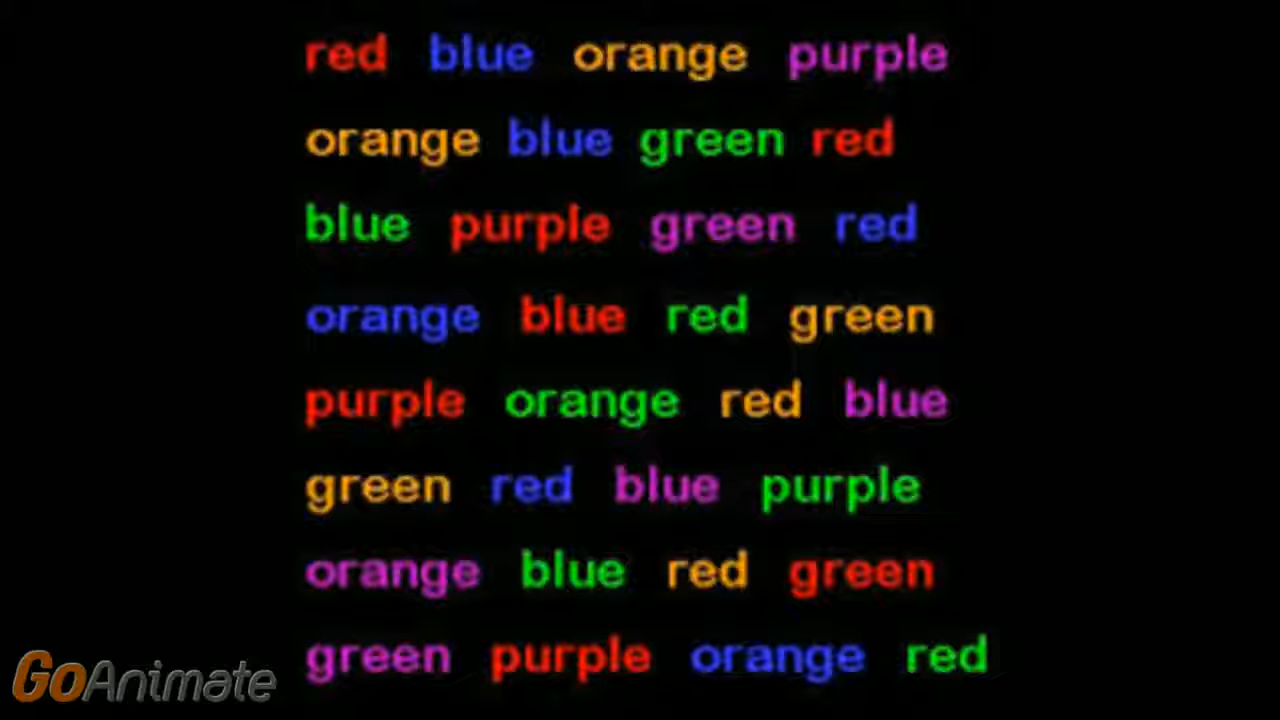 red blue orange purple
orange blue green red
blue purple green red
orange blue red green
purple orange red blue
green red blue purple
orange blue red green
green purple orange red
GoAnimate